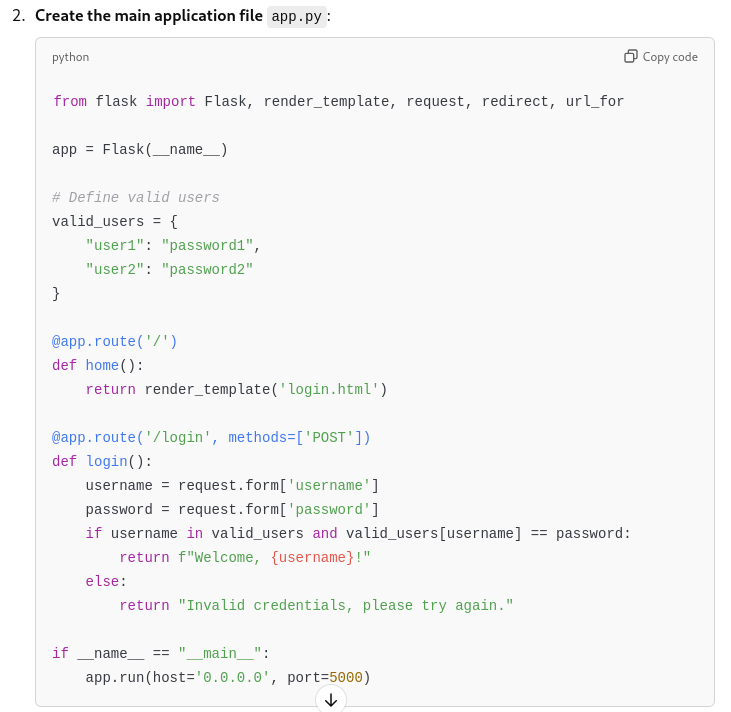 2. Create the main application file app.py:
python
Copy code
from flask import Flask, render_template, request, redirect, url_for
app = Flask(__name__)
# Define valid users
valid_users = {
    "user1": "password1",
    "user2": "password2"
}
@app.route('/')
def home():
    return render_template('login.html')
@app.route('/login', methods=['POST'])
def login():
    username = request.form['username']
    password = request.form['password']
    if username in valid_users and valid_users[username] == password:
        return f"Welcome, {username}!"
    else:
        return "Invalid credentials, please try again."
if __name__ == "__main__":
    app.run(host='0.0.0.0', port=5000)